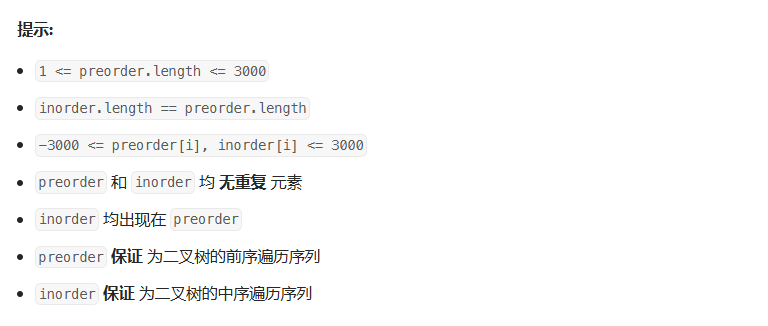 提示:
1 <= preorder.length <= 3000
inorder.length == preorder.length
-3000 <= preorder[i], inorder[i] <= 3000
preorder 和 inorder 均 无重复 元素
inorder 均出现在 preorder
preorder 保证 为二叉树的前序遍历序列
inorder 保证 为二叉树的中序遍历序列